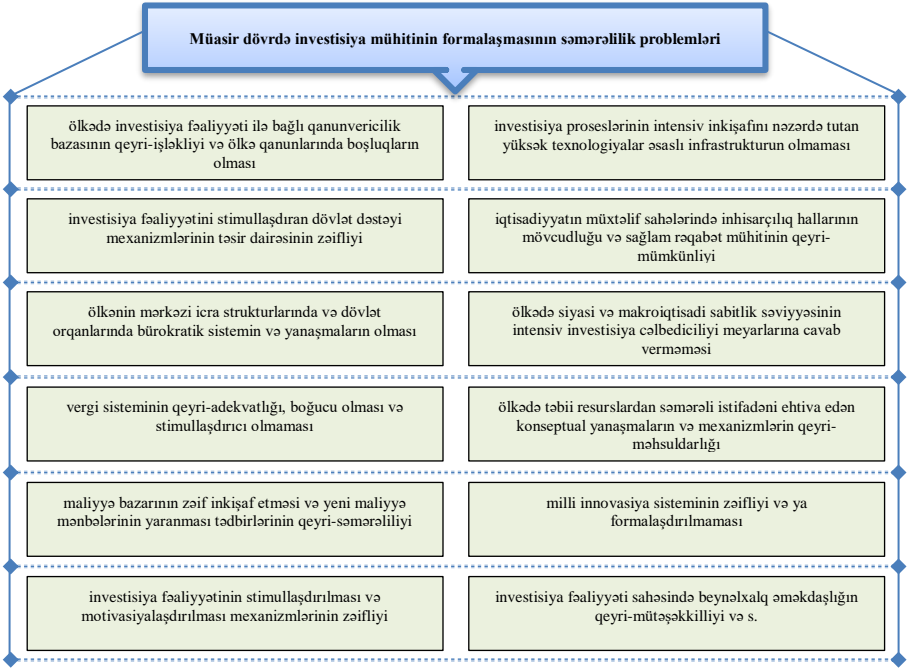 Müasir dövrdə investisiya mühitinin formalaşmasının səmərəlilik problemləri
ölkədə investisiya fəaliyyəti ilə bağlı qanunvericilik
bazasının qeyri-işləkliyi və ölkə qanunlarında boşluqların
olması
investisiya proseslərinin intensiv inkişafını nəzərdə tutan
yüksək texnologiyalar əsaslı infrastrukturun olmaması
investisiya fəaliyyətini stimullaşdıran dövlət dəstəyi
mexanizmlərinin təsir dairəsinin zəifliyi
iqtisadiyyatın müxtəlif sahələrində inhisarçılıq hallarının
mövcudluğu və sağlam rəqabət mühitinin qeyri-
mümkünliyi
ölkənin mərkəzi icra strukturlarında və dövlət
orqanlarında bürokratik sistemin və yanaşmaların olması
ölkədə siyasi və makroiqtisadi sabitlik səviyyəsinin
intensiv investisiya cəlbediciliyi meyarlarına cavab
verməməsi
vergi sisteminin qeyri-adekvatlığı, boğucu olması və
stimullaşdırıcı olmaması
ölkədə təbii resurslardan səmərəli istifadəni ehtiva edən
konseptual yanaşmaların və mexanizmlərin qeyri-
məhsuldarlığı
maliyyə bazarının zəif inkişaf etməsi və yeni maliyyə
mənbələrinin yaranması tədbirlərinin qeyri-səmərəliliyi
milli innovasiya sisteminin zəifliyi və ya
formalaşdırılmaması
investisiya fəaliyyətinin stimullaşdırılması və
motivasiyalaşdırılması mexanizmlərinin zəifliyi
investisiya fəaliyyəti sahəsində beynəlxalq əməkdaşlığın
qeyri-mütəşəkkilliyi və s.